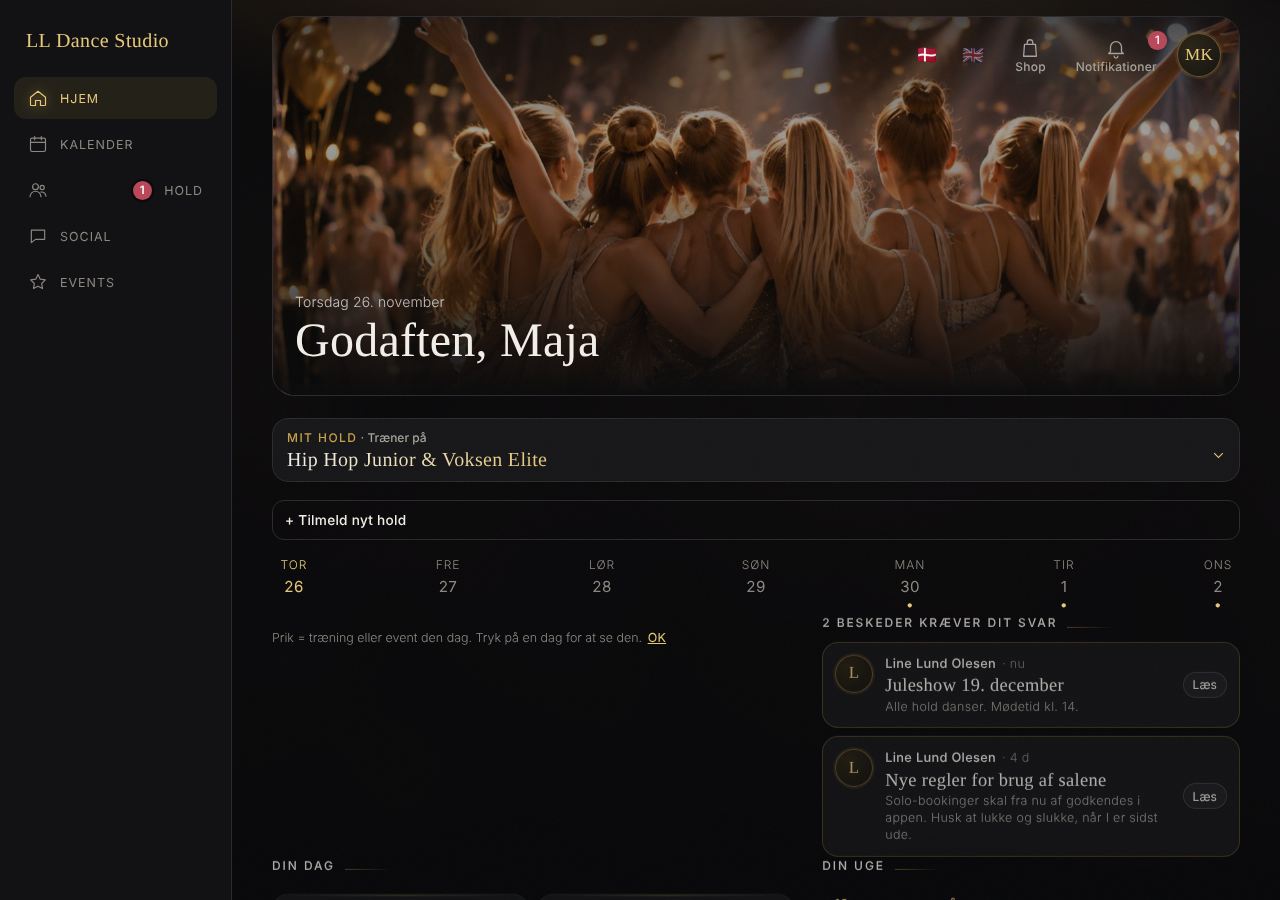 LL Dance Studio
HJEM
KALENDER
1 HOLD
SOCIAL
EVENTS
Shop
Notifikationer
1
MK
Torsdag 26. november
Godaften, Maja
MIT HOLD · Træner på
Hip Hop Junior & Voksen Elite
+ Tilmeld nyt hold
TOR FRE LØR SØN MAN TIR ONS
26 27 28 29 30 1 2
Prik = træning eller event den dag. Tryk på en dag for at se den. OK
2 BESKEDER KRÆVER DIT SVAR
L
Line Lund Olesen · nu
Juleshow 19. december
Alle hold danser. Mødetid kl. 14.
Læs
L
Line Lund Olesen · 4 d
Nye regler for brug af salene
Solo-bookinger skal fra nu af godkendes i
appen. Husk at lukke og slukke, når I er sidst
ude.
Læs
DIN DAG
DIN UGE